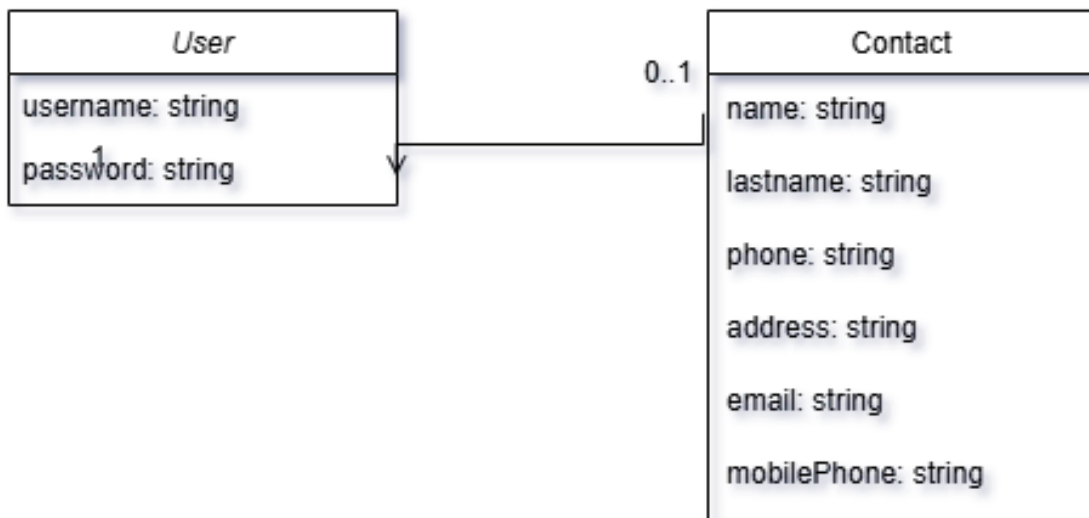 User
username: string
1
password: string
0..1
Contact
name: string
lastname: string
phone: string
address: string
email: string
mobilePhone: string